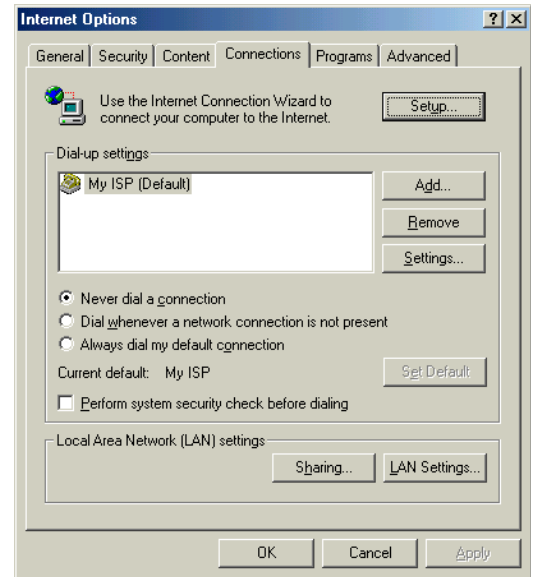 Internet Options
General Security Content Connections Programs Advanced
Use the Internet Connection Wizard to
connect your computer to the Internet.
Setup...
Dial-up settings
My ISP (Default)
Add...
Remove
Settings...
Never dial a connection
Dial whenever a network connection is not present
Always dial my default connection
Current default: My ISP
Set Default
Perform system security check before dialing
Local Area Network (LAN) settings
Sharing... LAN Settings...
OK Cancel Apply